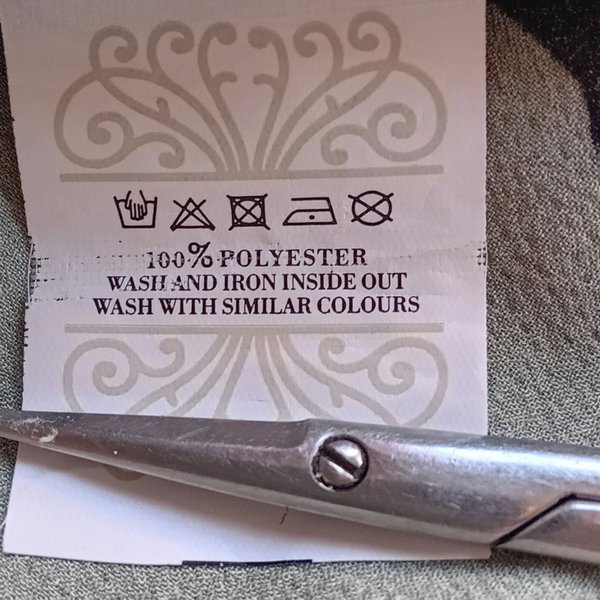 100% POLYESTER
WASH AND IRON INSIDE OUT
WASH WITH SIMILAR COLOURS